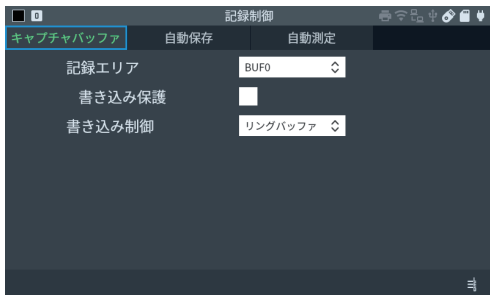 0 記録制御
キャプチャバッファ 自動保存 自動測定
記録エリア BUF0
書き込み保護
書き込み制御 リングバッファ